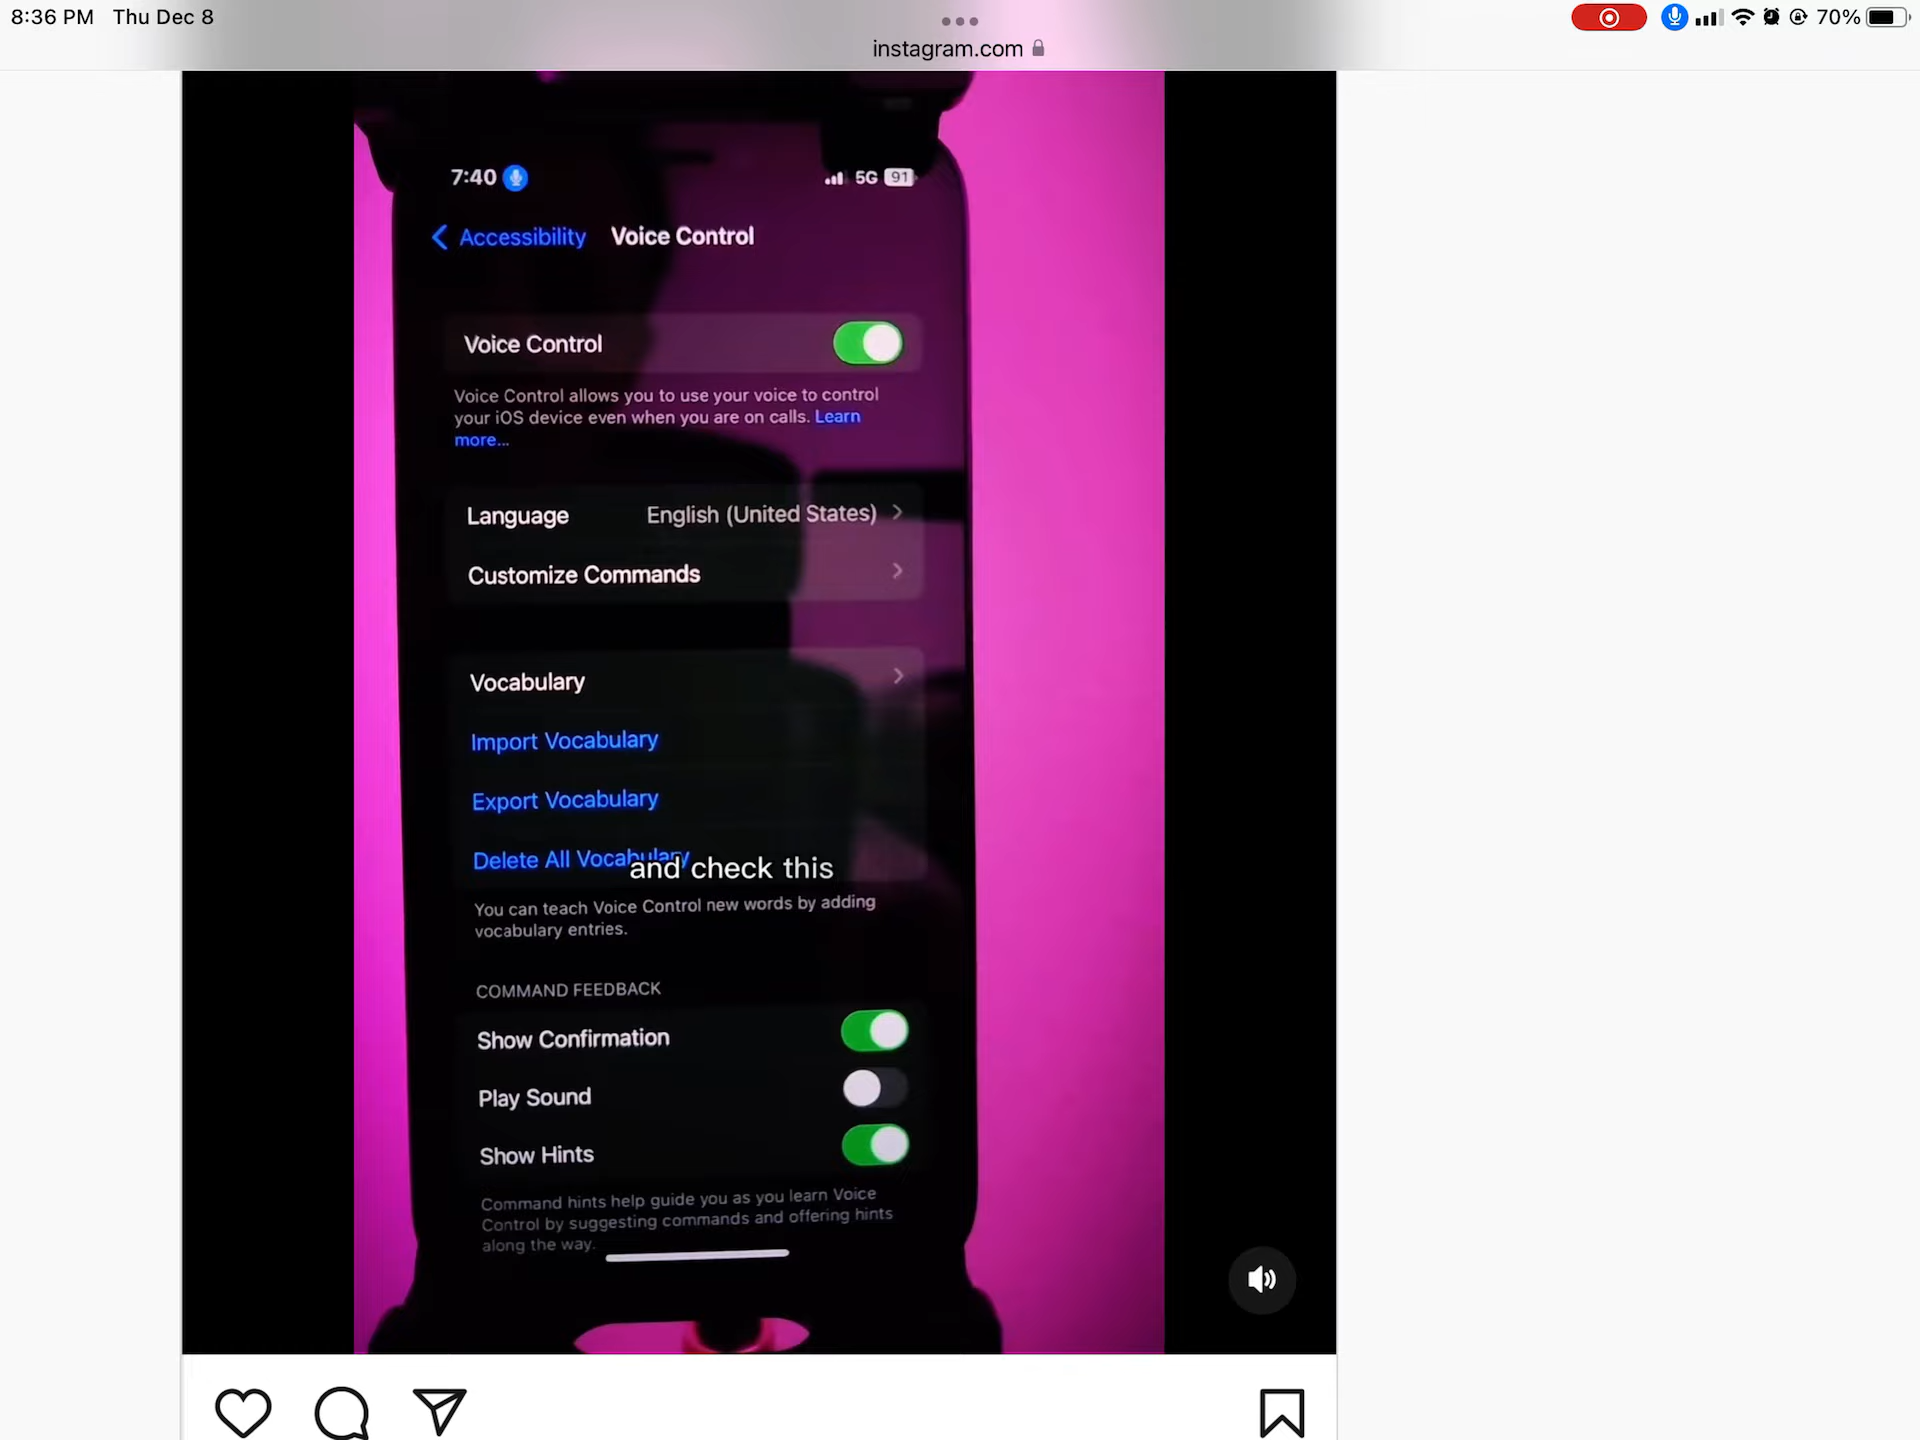 8:36 PM Thu Dec 8
70%
instagram.com
7:40
5G 91
Accessibility Voice Control
Voice Control
Voice Control allows you to use your voice to control
your iOS device even when you are on calls. Learn
more...
Language English (United States)
Customize Commands
Vocabulary
Import Vocabulary
Export Vocabulary
Delete All Vocabulary
and check this
You can teach Voice Control new words by adding
vocabulary entries.
COMMAND FEEDBACK
Show Confirmation
Play Sound
Show Hints
Command hints help guide you as you learn Voice
Control by suggesting commands and offering hints
along the way.